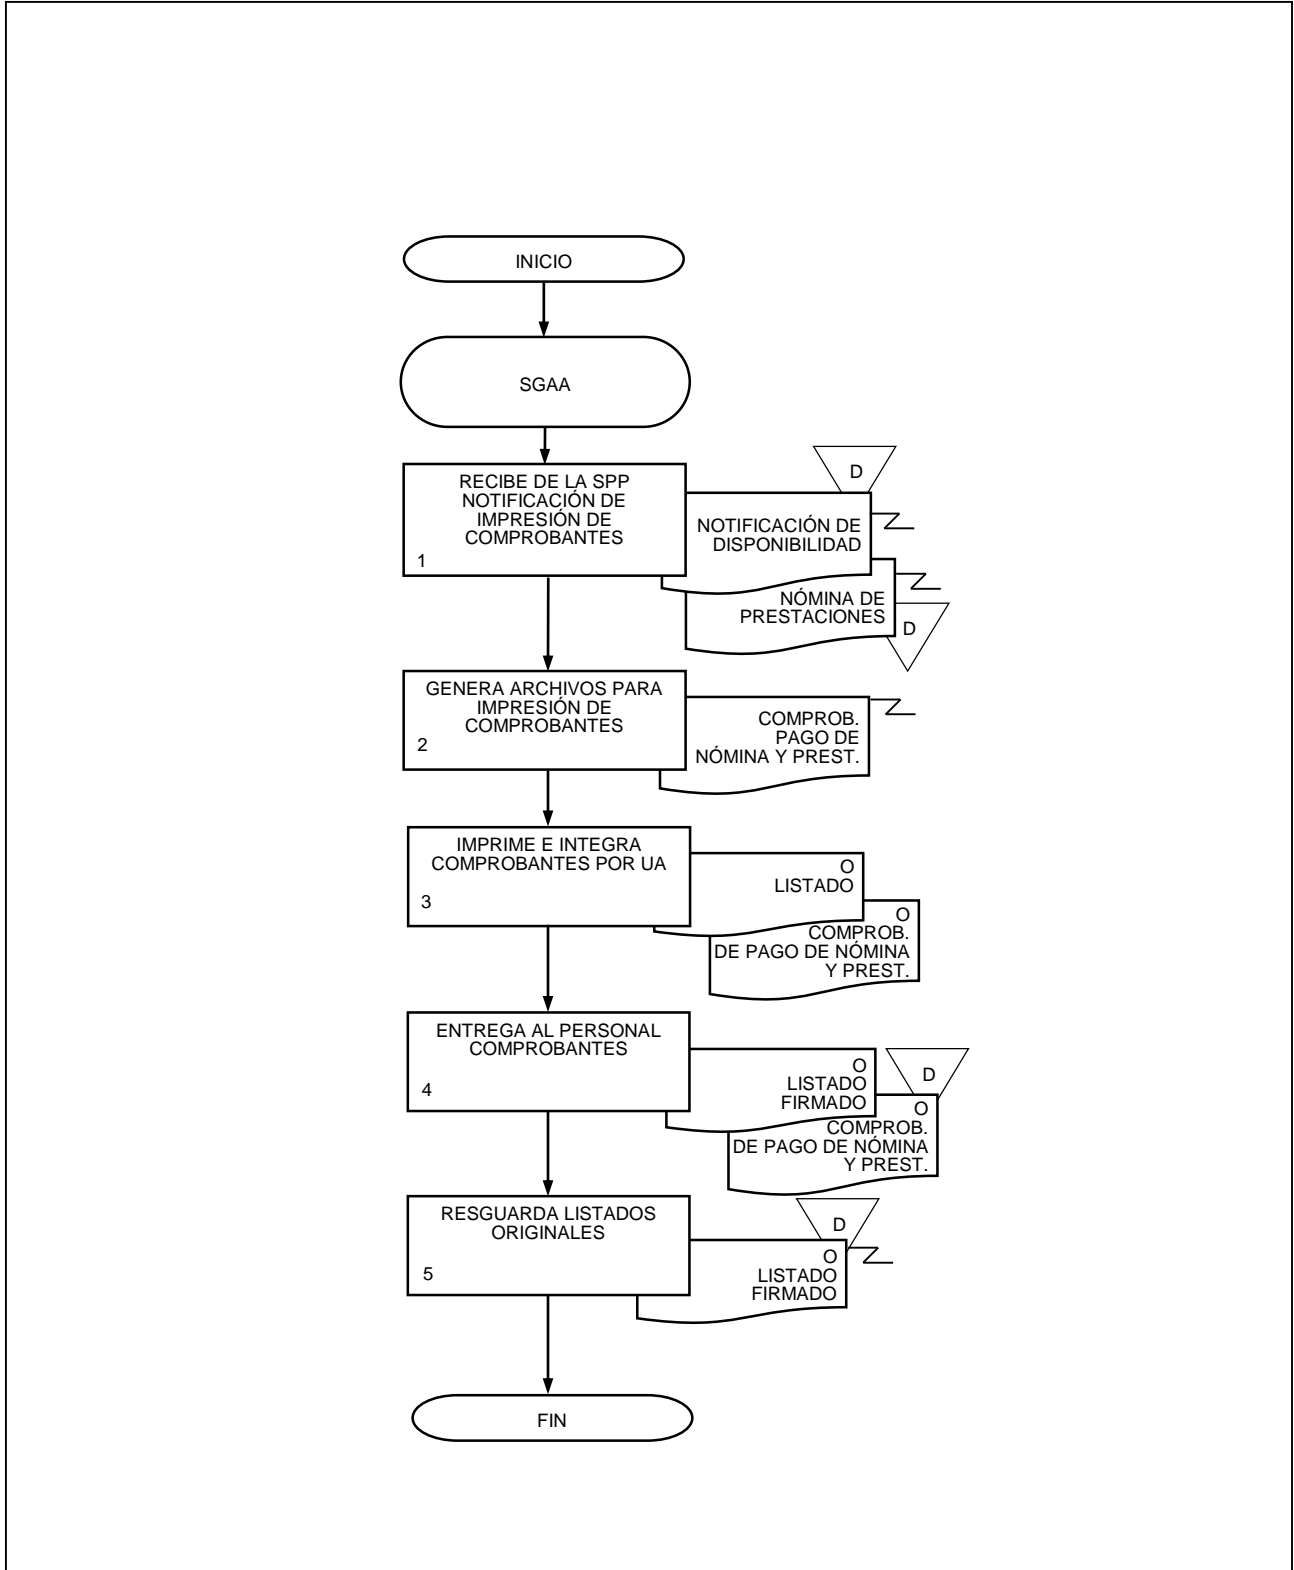 INICIO
SGAA
RECIBE DE LA SPP
NOTIFICACIÓN DE
IMPRESIÓN DE
COMPROBANTES
1
D
NOTIFICACIÓN DE
DISPONIBILIDAD
NÓMINA DE
PRESTACIONES
D
GENERA ARCHIVOS PARA
IMPRESIÓN DE
COMPROBANTES
2
COMPROB.
PAGO DE
NÓMINA Y PREST.
IMPRIME E INTEGRA
COMPROBANTES POR UA
3
O
LISTADO
O
COMPROB.
DE PAGO DE NÓMINA
Y PREST.
ENTREGA AL PERSONAL
COMPROBANTES
4
O
LISTADO
FIRMADO
D
O
COMPROB.
DE PAGO DE NÓMINA
Y PREST.
RESGUARDA LISTADOS
ORIGINALES
5
D
O
LISTADO
FIRMADO
FIN